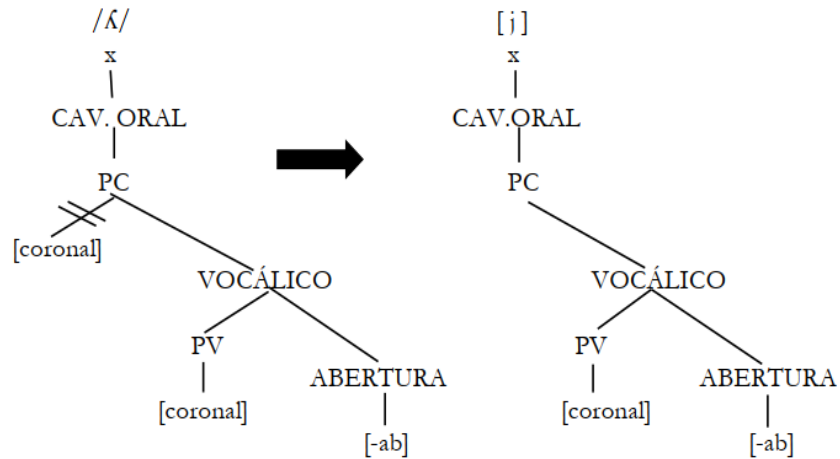 /ʎ/ [j]
x x
CAV. ORAL CAV.ORAL
PC PC
[coronal]
VOCÁLICO VOCÁLICO
PV PV
ABERTURA ABERTURA
[coronal] [coronal]
[-ab] [-ab]